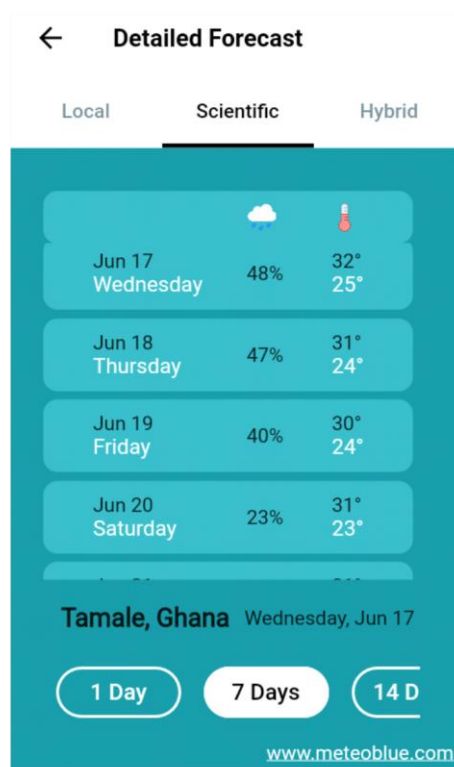 Detailed Forecast
Local Scientific Hybrid
Jun 17
Wednesday
48%
32°
25°
Jun 18
Thursday
47%
31°
24°
Jun 19
Friday
40%
30°
24°
Jun 20
Saturday
23%
31°
23°
Tamale, Ghana Wednesday, Jun 17
1 Day 7 Days 14 D
www.meteoblue.com